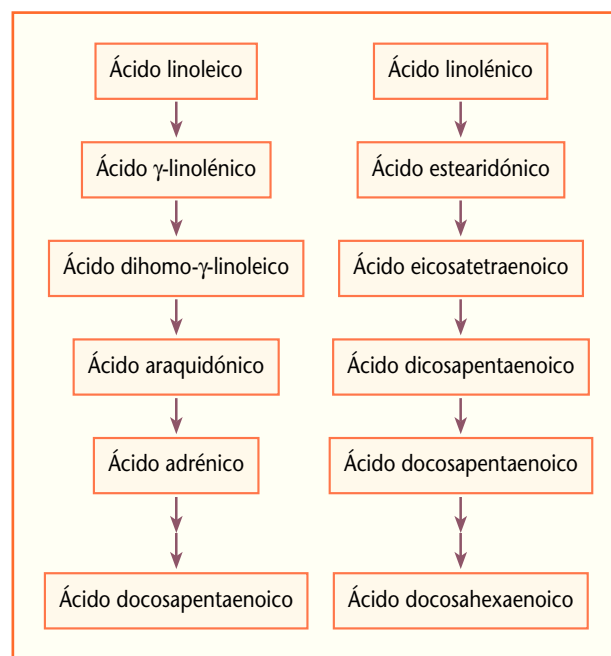 Ácido linoleico
Ácido γ-linolénico
Ácido dihomo-γ-linoleico
Ácido araquidónico
Ácido adrénico
Ácido docosapentaenoico
Ácido linolénico
Ácido estearidónico
Ácido eicosatetraenoico
Ácido dicosapentaenoico
Ácido docosapentaenoico
Ácido docosahexaenoico